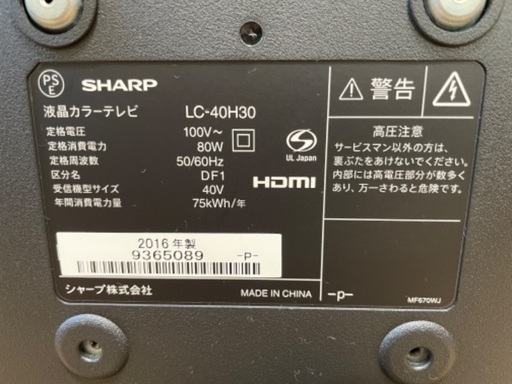 PSE
SHARP
液晶カラーテレビ LC-40H30
定格電圧 100V～
定格消費電力 80W
定格周波数 50/60Hz
区分名 DF1
受信機型サイズ 40V
年間消費電力量 75kWh/年
UL Japan
HDMI
2016年製
9365089 -P-
シャープ株式会社 MADE IN CHINA
警告
高圧注意
サービスマン以外の方は、
裏ぶたをあけないでください。
内部には高電圧部分が数多く
あり、万一さわると危険です。
-P-
MF670WJ